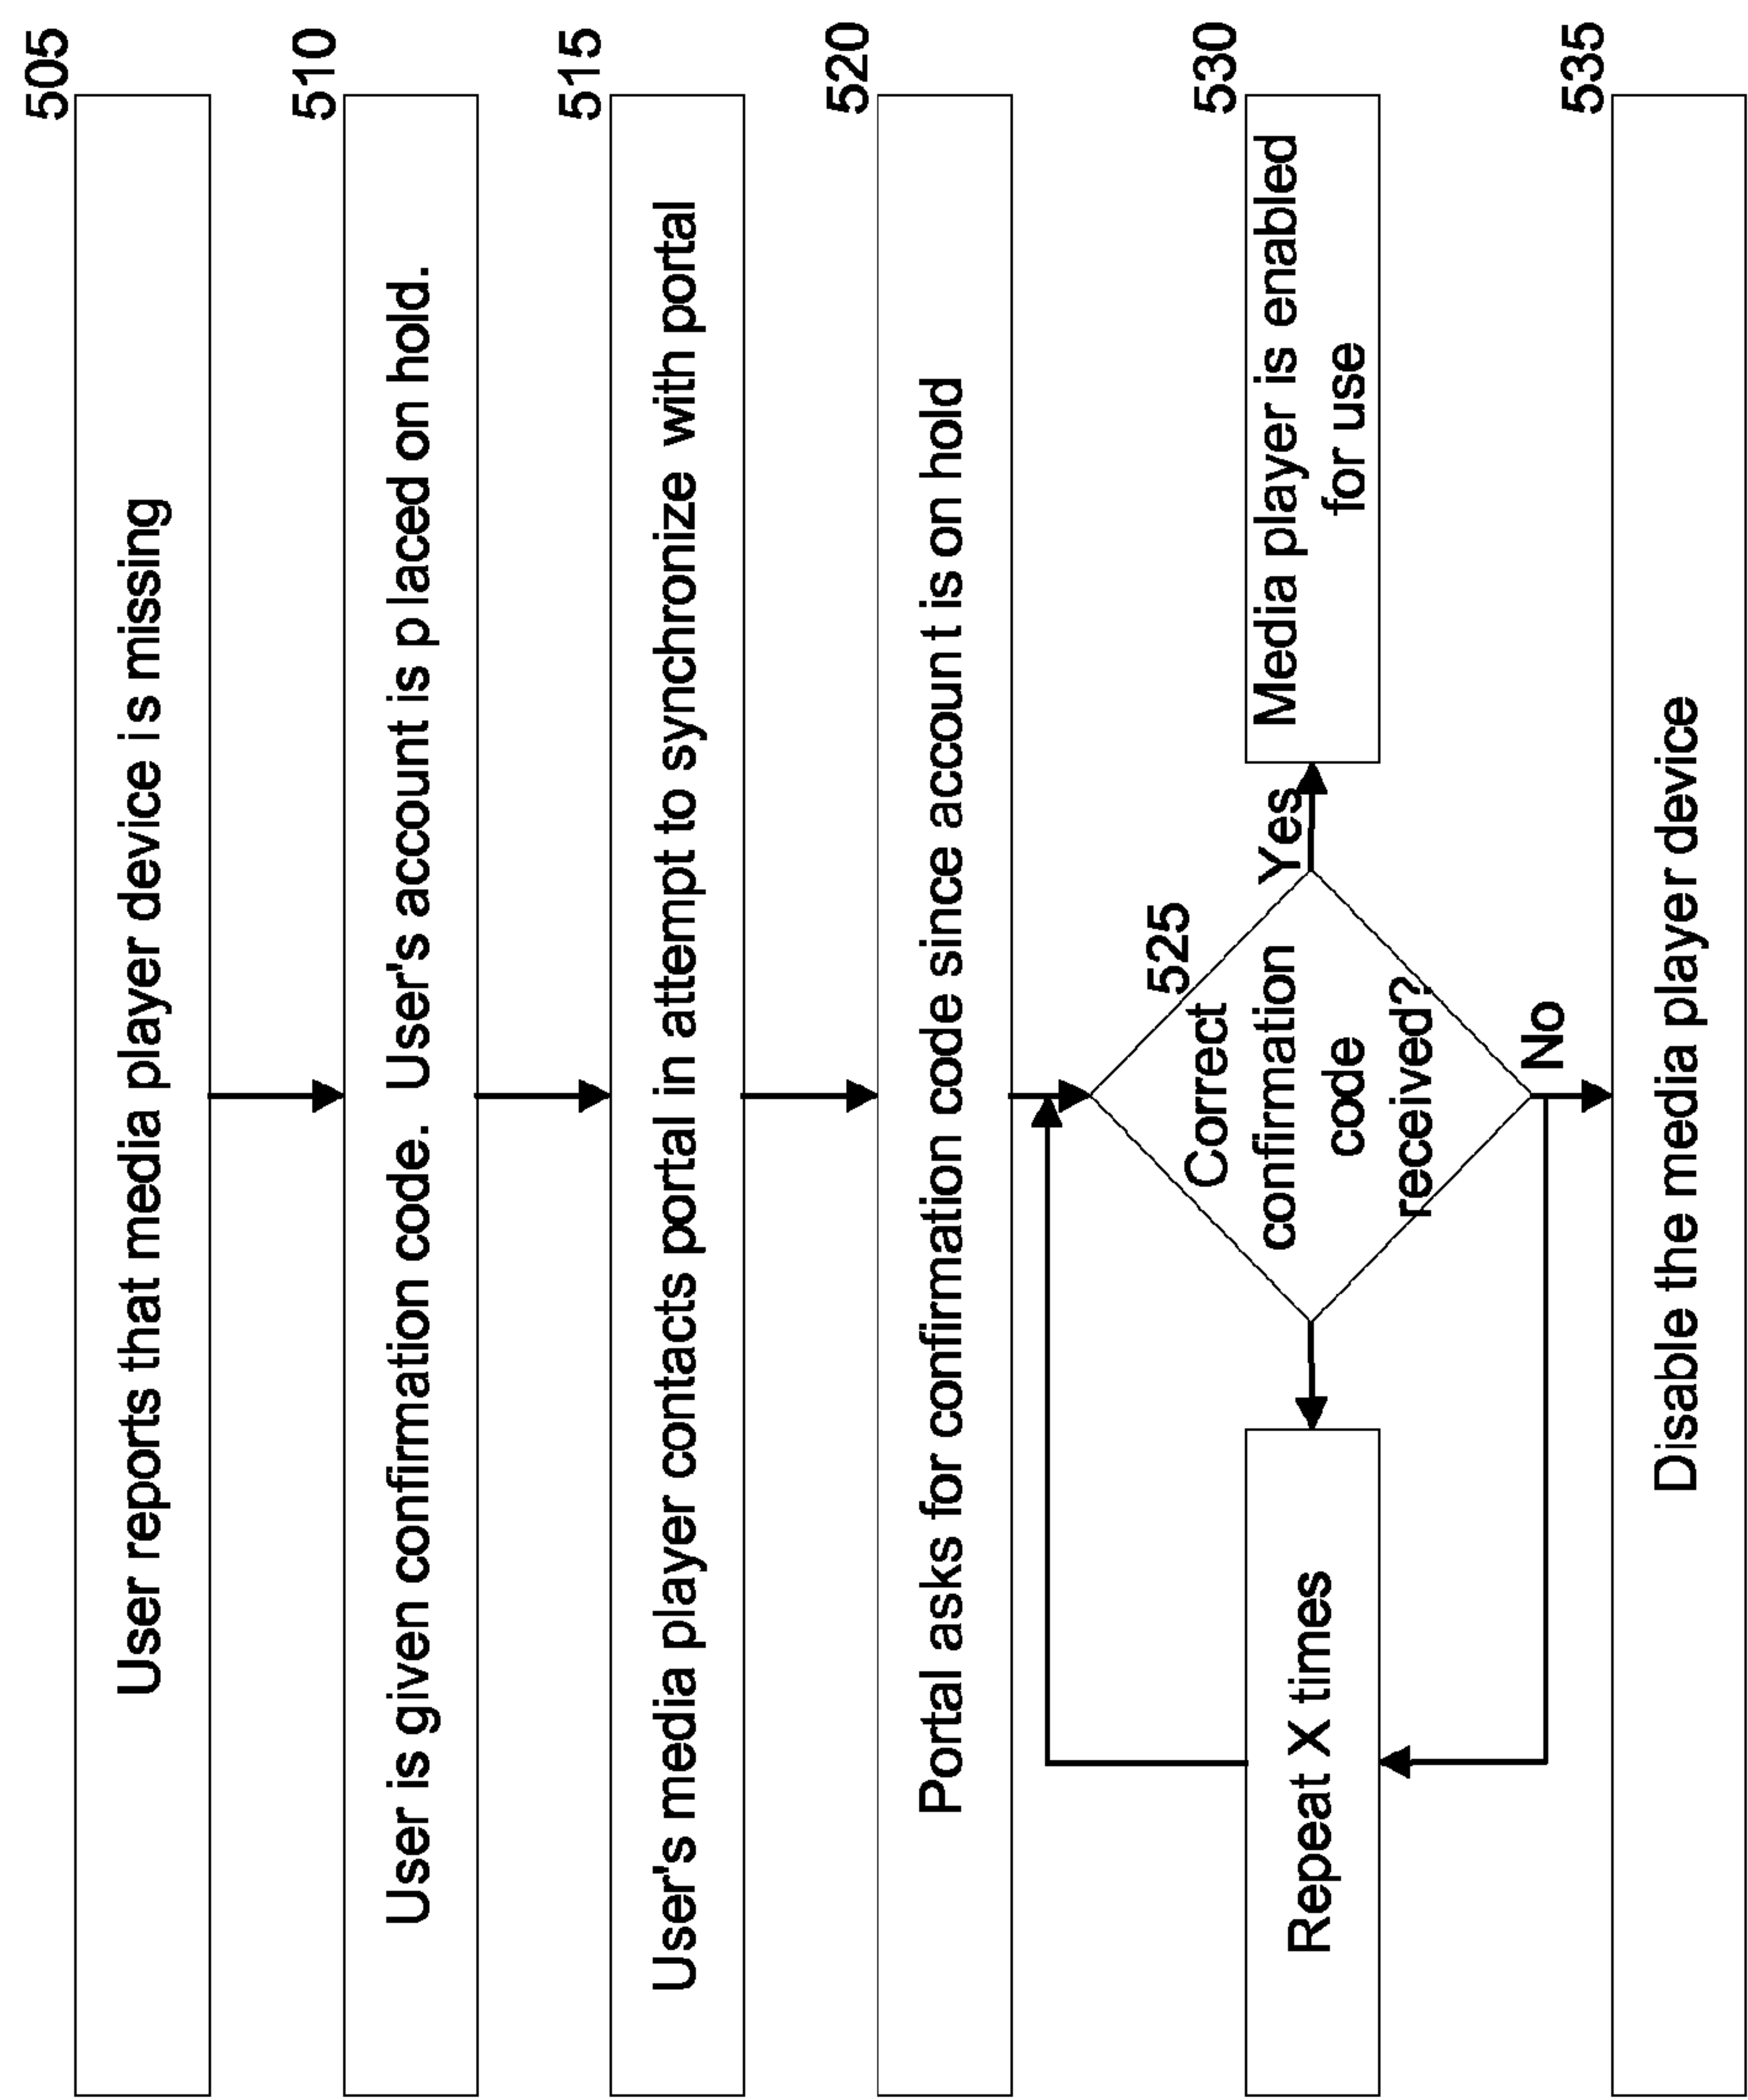 505
User reports that media player device is missing
510
User is given confirmation code.  User's account is placed on hold.
515
User's media player contacts portal in attempt to synchronize with portal
520
Portal asks for confirmation code since account is on hold
525
Correct
confirmation
code
received?
Yes
No
530
Media player is enabled
for use
Repeat X times
535
Disable the media player device